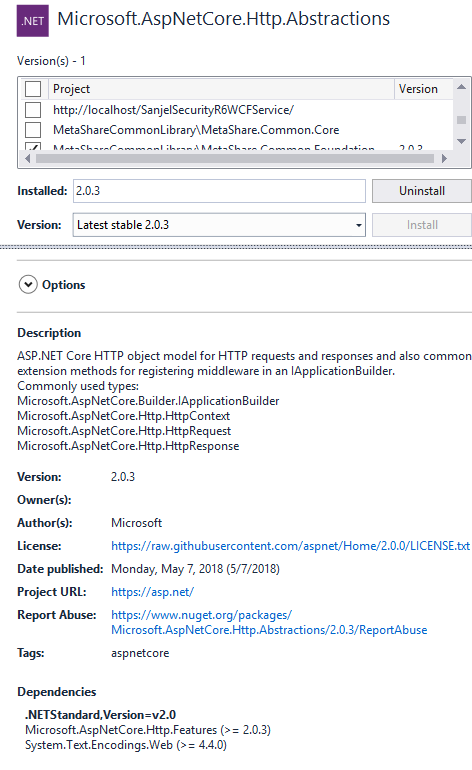 .NET Microsoft.AspNetCore.Http.Abstractions
Version(s) - 1
Project Version
http://localhost/SanjelSecurityR6WCFService/
MetaShareCommonLibrary\MetaShare.Common.Core
MetaShareCommonLibrary\MetaShare.Common.Foundation 2.0.3
Installed: 2.0.3 Uninstall
Version: Latest stable 2.0.3 Install
Options
Description
ASP.NET Core HTTP object model for HTTP requests and responses and also common
extension methods for registering middleware in an IApplicationBuilder.
Commonly used types:
Microsoft.AspNetCore.Builder.IApplicationBuilder
Microsoft.AspNetCore.Http.HttpContext
Microsoft.AspNetCore.Http.HttpRequest
Microsoft.AspNetCore.Http.HttpResponse
Version: 2.0.3
Owner(s):
Author(s): Microsoft
License: https://raw.githubusercontent.com/aspnet/Home/2.0.0/LICENSE.txt
Date published: Monday, May 7, 2018 (5/7/2018)
Project URL: https://asp.net/
Report Abuse: https://www.nuget.org/packages/
Microsoft.AspNetCore.Http.Abstractions/2.0.3/ReportAbuse
Tags: aspnetcore
Dependencies
.NETStandard,Version=v2.0
Microsoft.AspNetCore.Http.Features (>= 2.0.3)
System.Text.Encodings.Web (>= 4.4.0)